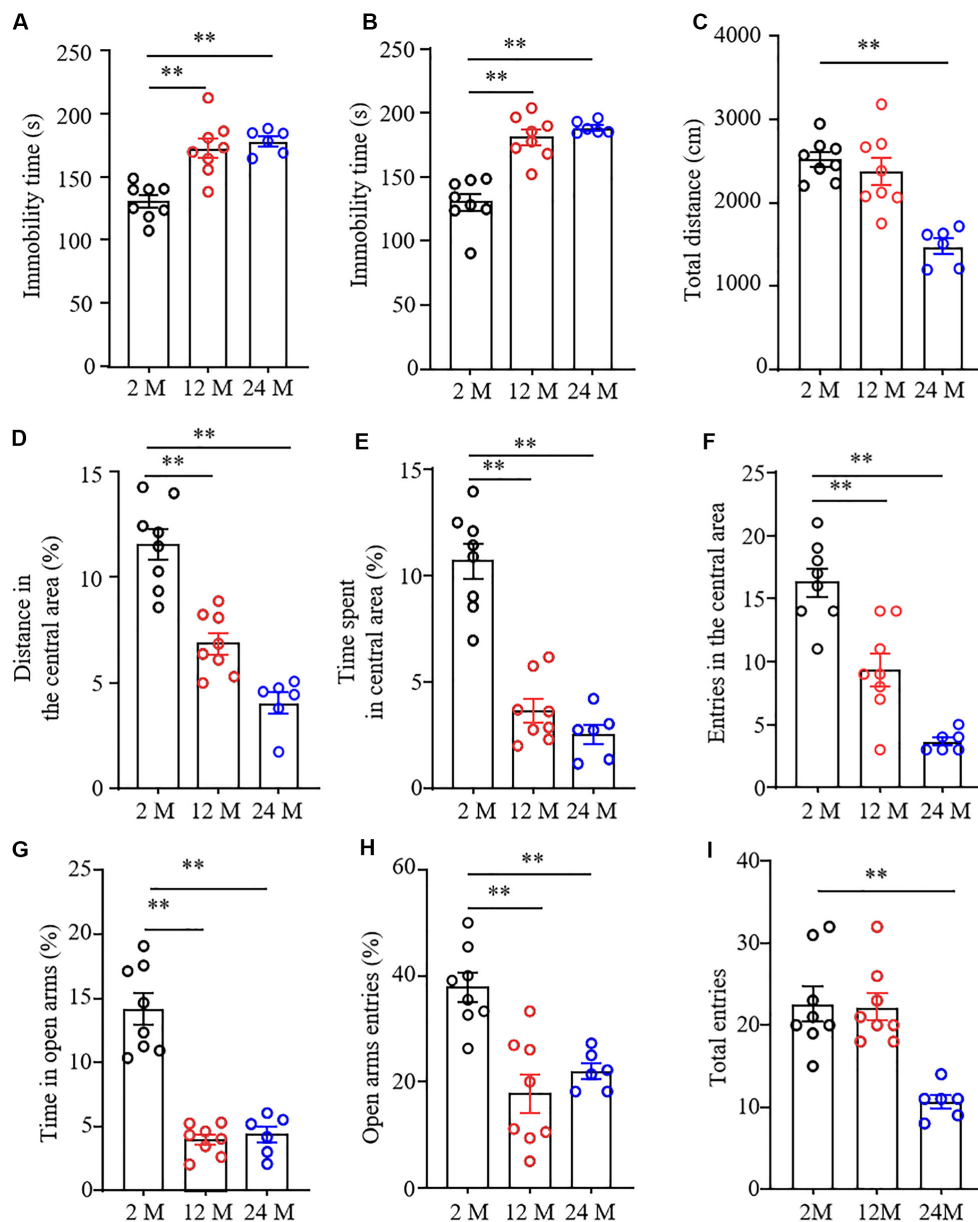 A
Immobility time (s)
250
200
150
100
50
0
**
**
2 M 12 M 24 M
B
Immobility time (s)
250
200
150
100
50
0
**
**
2 M 12 M 24 M
C
Total distance (cm)
4000
3000
2000
1000
0
**
2 M 12 M 24 M
D
Distance in
the central area (%)
15
10
5
0
**
**
2 M 12 M 24 M
E
Time spent
in central area (%)
15
10
5
0
**
**
2 M 12 M 24 M
F
Entries in the central area
25
20
15
10
5
0
**
**
2 M 12 M 24 M
G
Time in open arms (%)
25
20
15
10
5
0
**
**
2 M 12 M 24 M
H
Open arms entries (%)
60
40
20
0
**
**
2 M 12 M 24 M
I
Total entries
40
30
20
10
0
**
2M 12M 24M